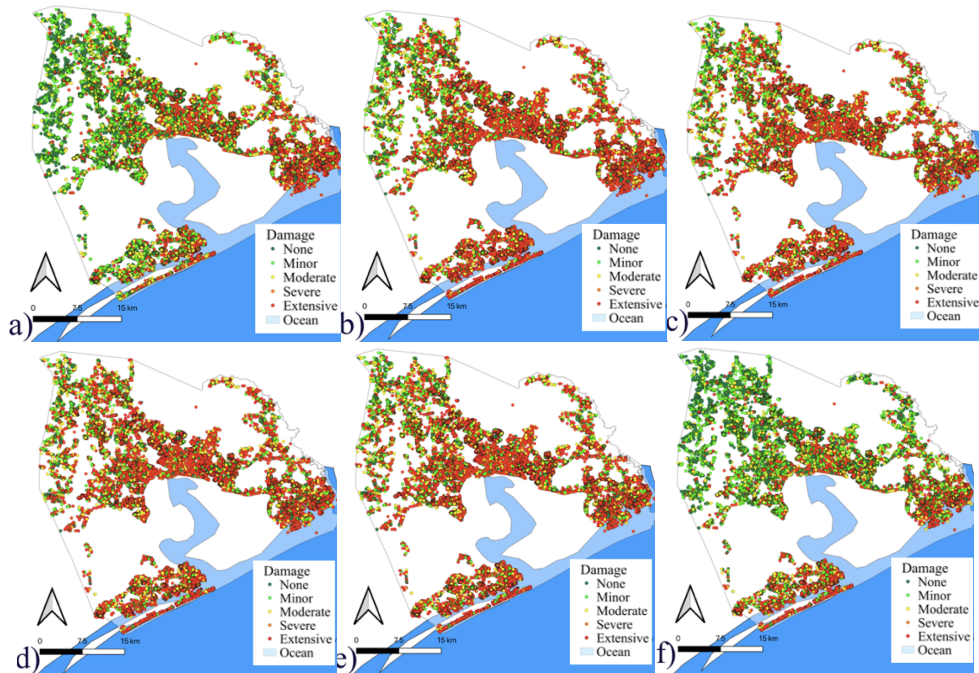 Damage
None
Minor
Moderate
Severe
Extensive
Ocean
0 7.5 15 km
a)
Damage
None
Minor
Moderate
Severe
Extensive
Ocean
0 7.5 15 km
b)
Damage
None
Minor
Moderate
Severe
Extensive
Ocean
0 7.5 15 km
c)
Damage
None
Minor
Moderate
Severe
Extensive
Ocean
0 7.5 15 km
d)
Damage
None
Minor
Moderate
Severe
Extensive
Ocean
0 7.5 15 km
e)
Damage
None
Minor
Moderate
Severe
Extensive
Ocean
0 7.5 15 km
f)